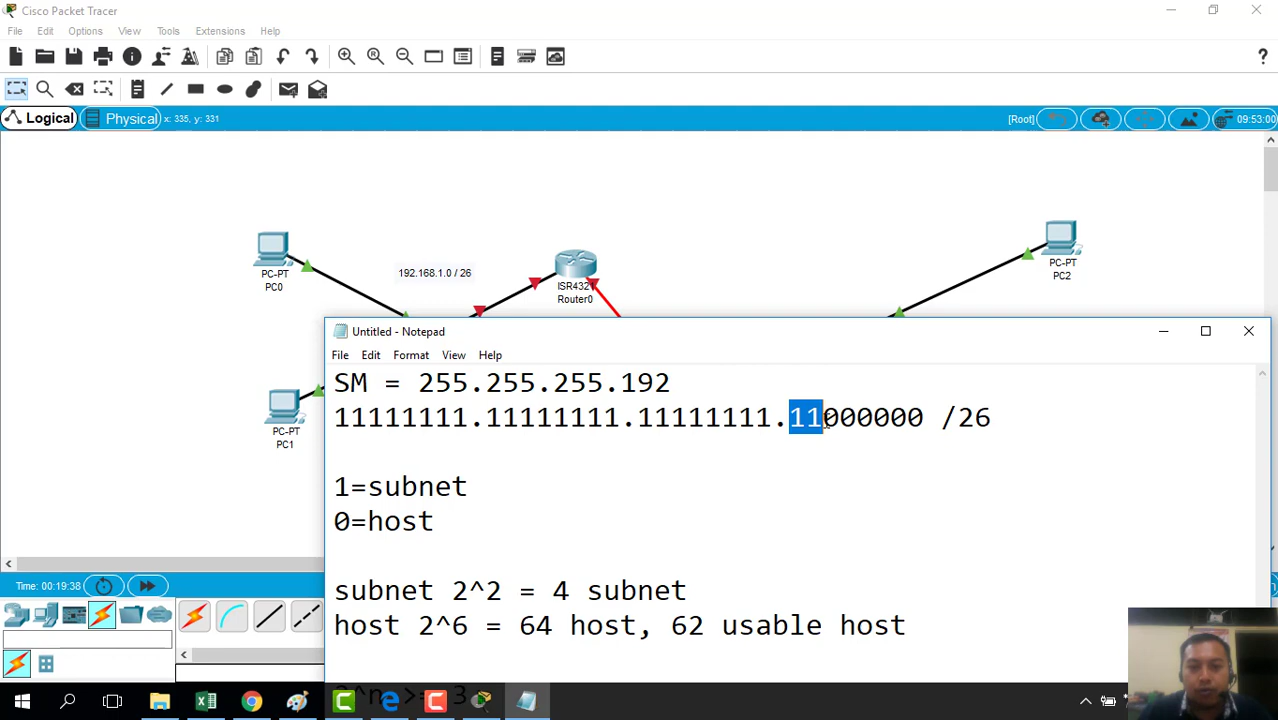 Cisco Packet Tracer
File Edit Options View Tools Extensions Help
Logical Physical x: 335, y: 331 [Root] 09:53:00
PC-PT
PC0
192.168.1.0 / 26
ISR4321
Router0
PC-PT
PC2
PC-PT
PC1
Untitled - Notepad
File Edit Format View Help
SM = 255.255.255.192
11111111.11111111.11111111.11000000 /26
1=subnet
0=host
subnet 2^2 = 4 subnet
host 2^6 = 64 host, 62 usable host
Time: 00:19:38